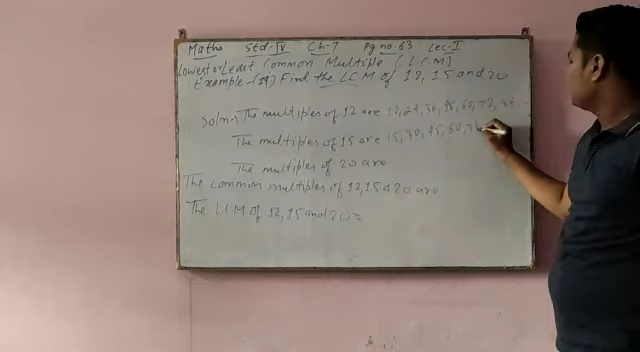 Maths Std-IV Ch-7 Pg no. 63 Lec-I
Lowest or Least Common Multiple (L.C.M)
Example-(1) Find the L.C.M of 12, 15 and 20
Soln- The multiples of 12 are 12, 24, 36, 48, 60, 72, 84
The multiples of 15 are 15, 30, 45, 60,
The multiples of 20 are
The common multiples of 12, 15 & 20 are
The L.C.M of 12, 15 and 20 =